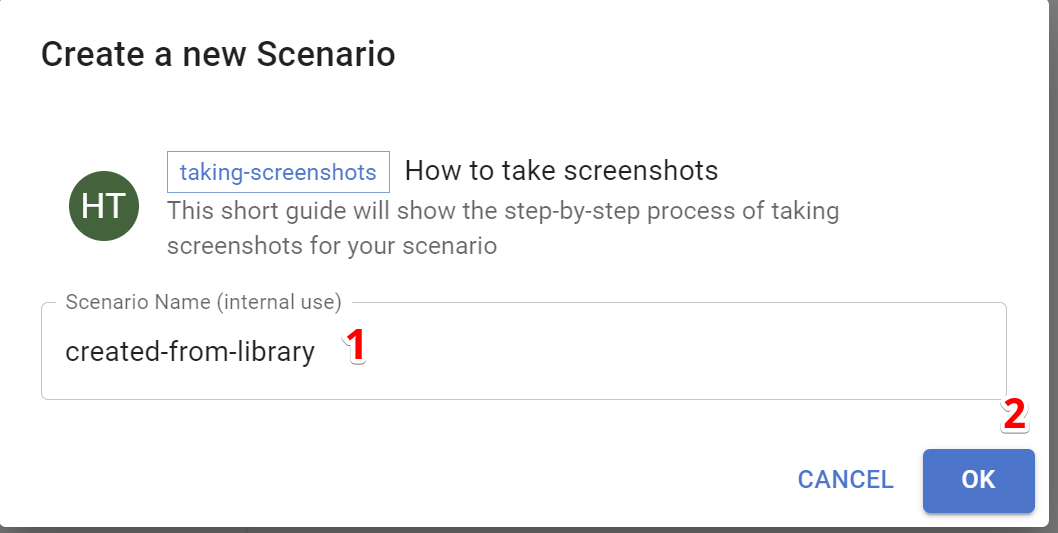 Create a new Scenario
HT
taking-screenshots How to take screenshots
This short guide will show the step-by-step process of taking
screenshots for your scenario
Scenario Name (internal use)
created-from-library 1
2
CANCEL OK